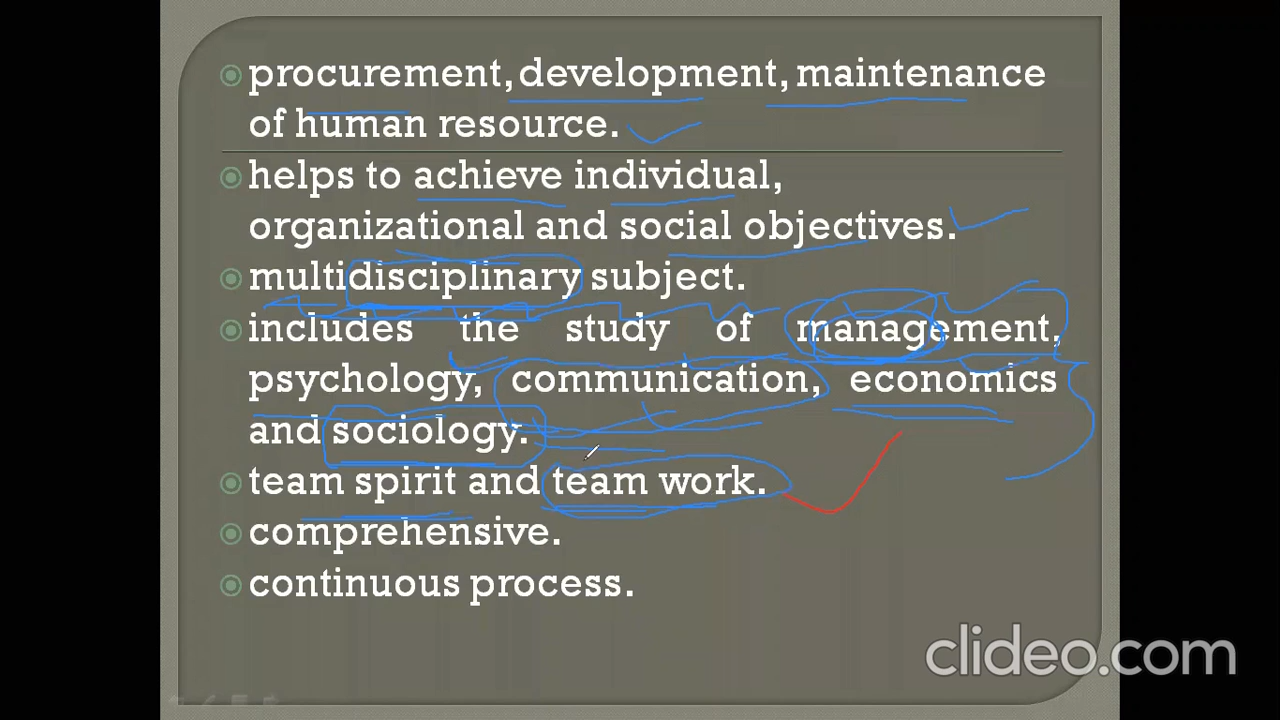 procurement, development, maintenance
of human resource.
helps to achieve individual,
organizational and social objectives.
multidisciplinary subject.
includes the study of management,
psychology, communication, economics
and sociology.
team spirit and team work.
comprehensive.
continuous process.
clideo.com